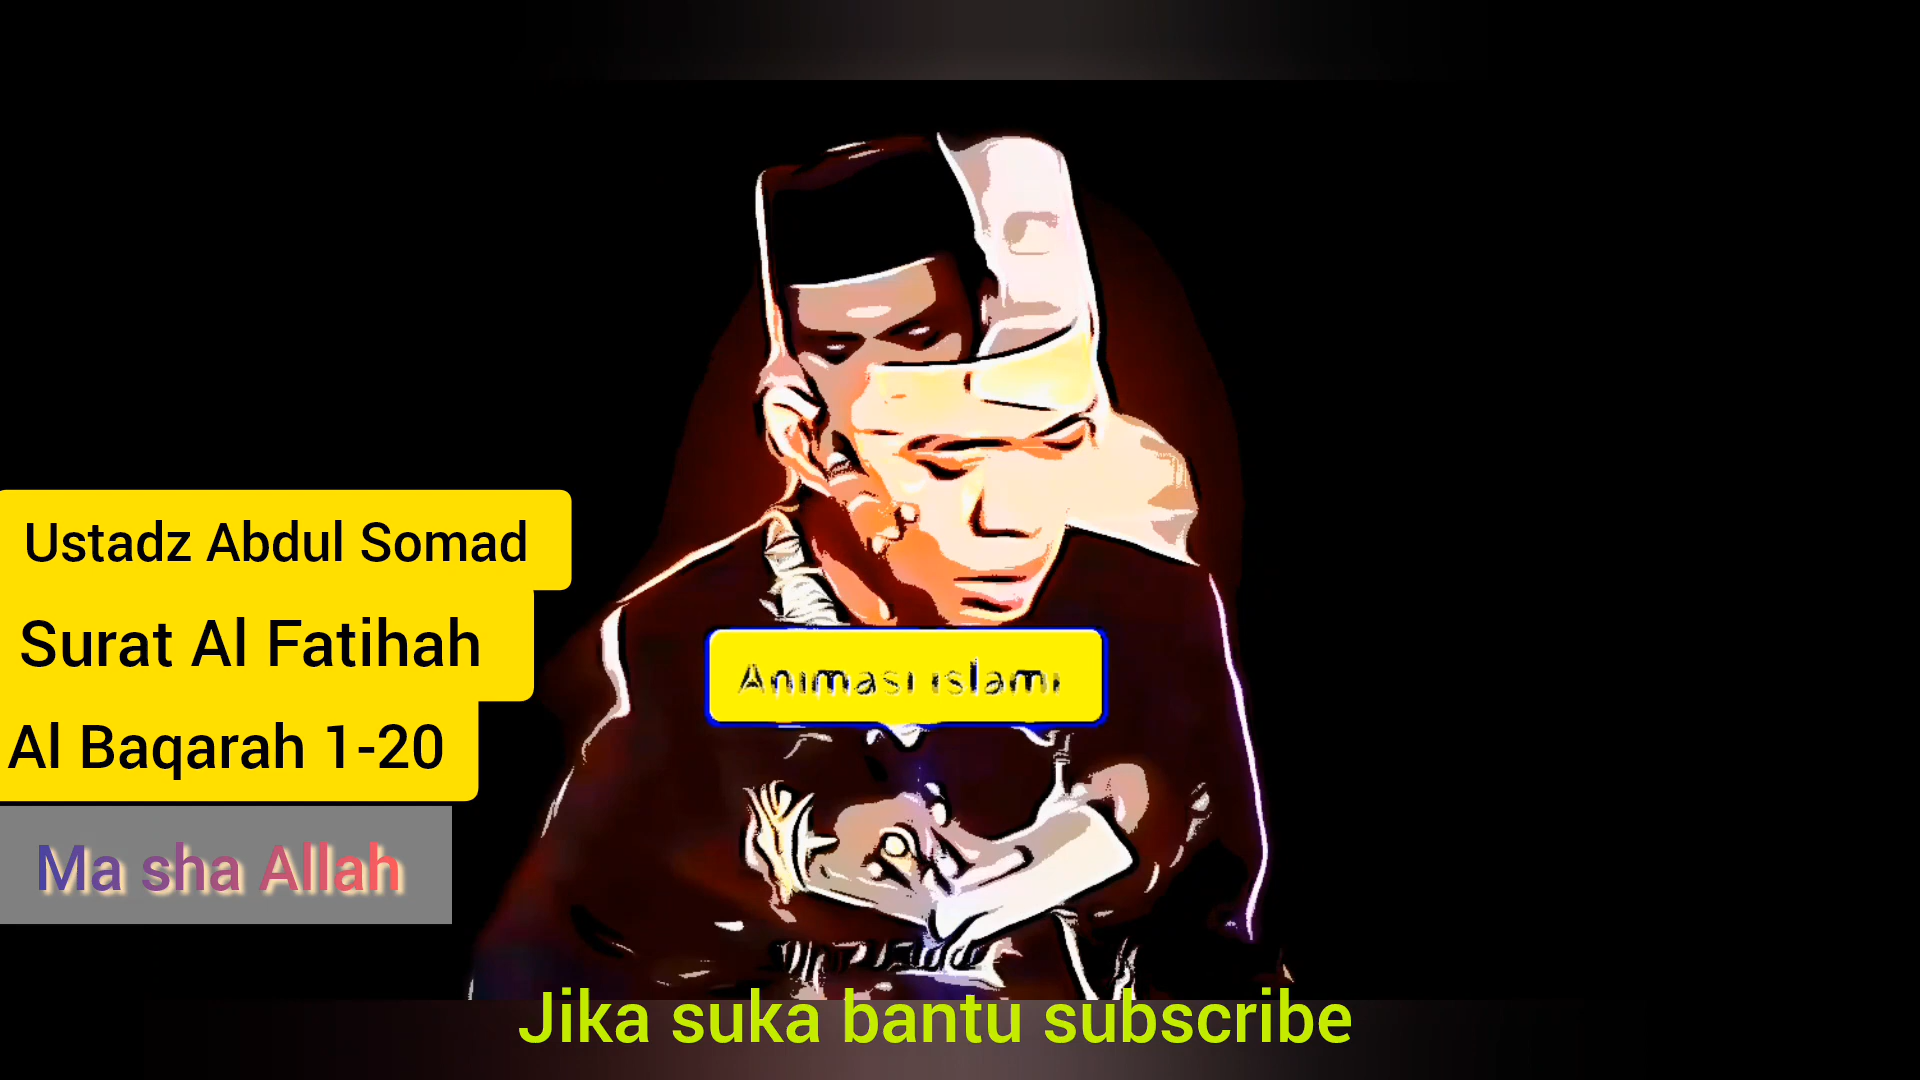 Ustadz Abdul Somad
Surat Al Fatihah
Al Baqarah 1-20
Animasi islami
Ma sha Allah
Jika suka bantu subscribe